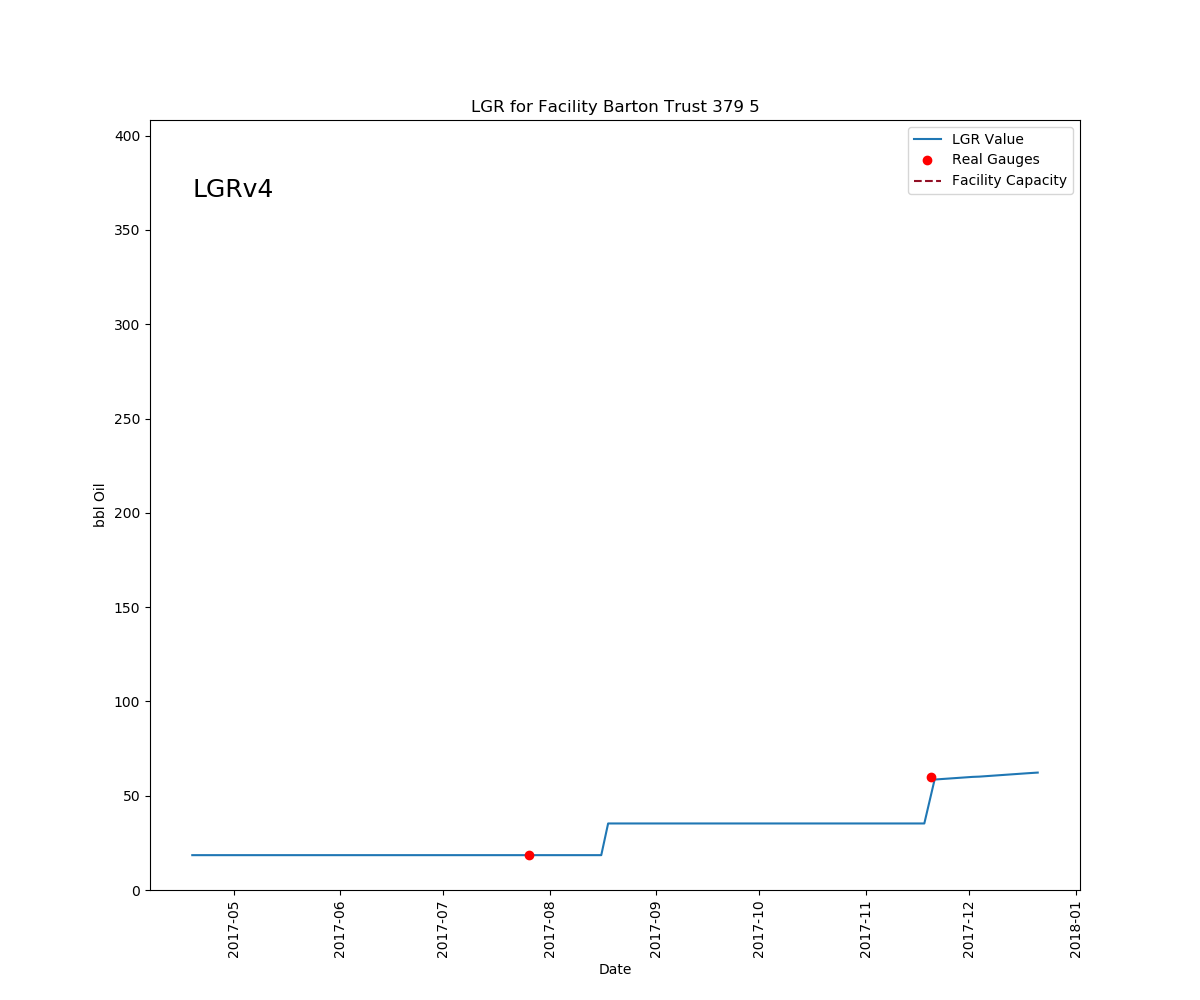 LGR for Facility Barton Trust 379 5
LGRv4
LGR Value
Real Gauges
Facility Capacity
bbl Oil
400
350
300
250
200
150
100
50
0
2017-05
2017-06
2017-07
2017-08
2017-09
2017-10
2017-11
2017-12
2018-01
Date